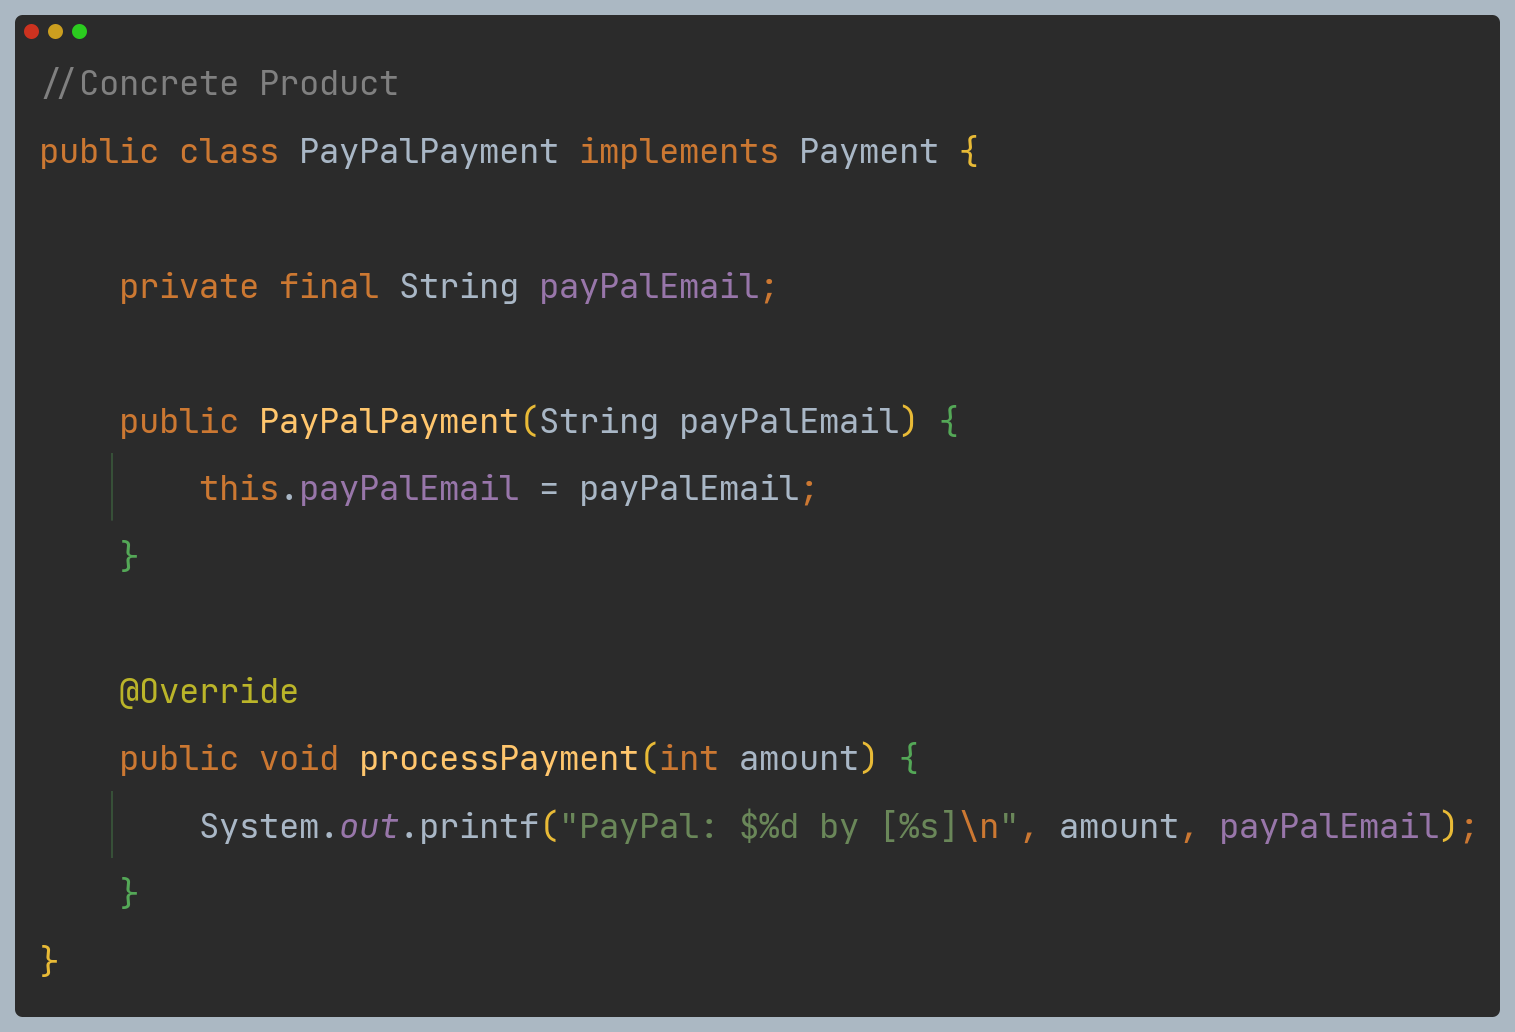 //Concrete Product
public class PayPalPayment implements Payment {
private final String payPalEmail;
public PayPalPayment(String payPalEmail) {
this.payPalEmail = payPalEmail;
}
@Override
public void processPayment(int amount) {
System.out.printf("PayPal: $%d by [%s]\n", amount, payPalEmail);
}
}